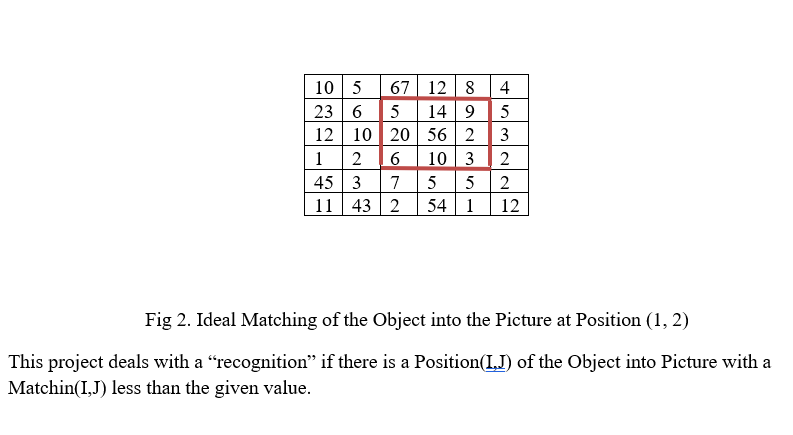 10 5 67 12 8 4
23 6 5 14 9 5
12 10 20 56 2 3
1 2 6 10 3 2
45 3 7 5 5 2
11 43 2 54 1 12
Fig 2. Ideal Matching of the Object into the Picture at Position (1, 2)
This project deals with a “recognition” if there is a Position(I,J) of the Object into Picture with a
Matchin(I,J) less than the given value.